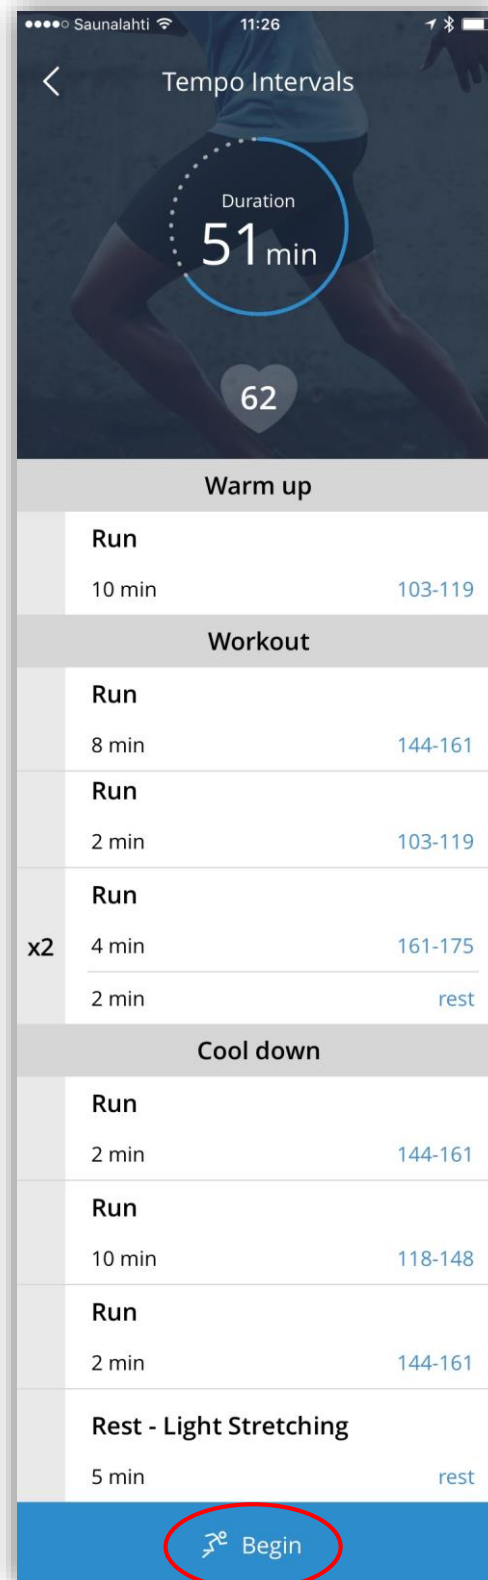 Saunalahti 11:26
Tempo Intervals
Duration
51 min
62
Warm up
Run
10 min 103-119
Workout
Run
8 min 144-161
Run
2 min 103-119
Run
x2 4 min 161-175
2 min rest
Cool down
Run
2 min 144-161
Run
10 min 118-148
Run
2 min 144-161
Rest - Light Stretching
5 min rest
Begin